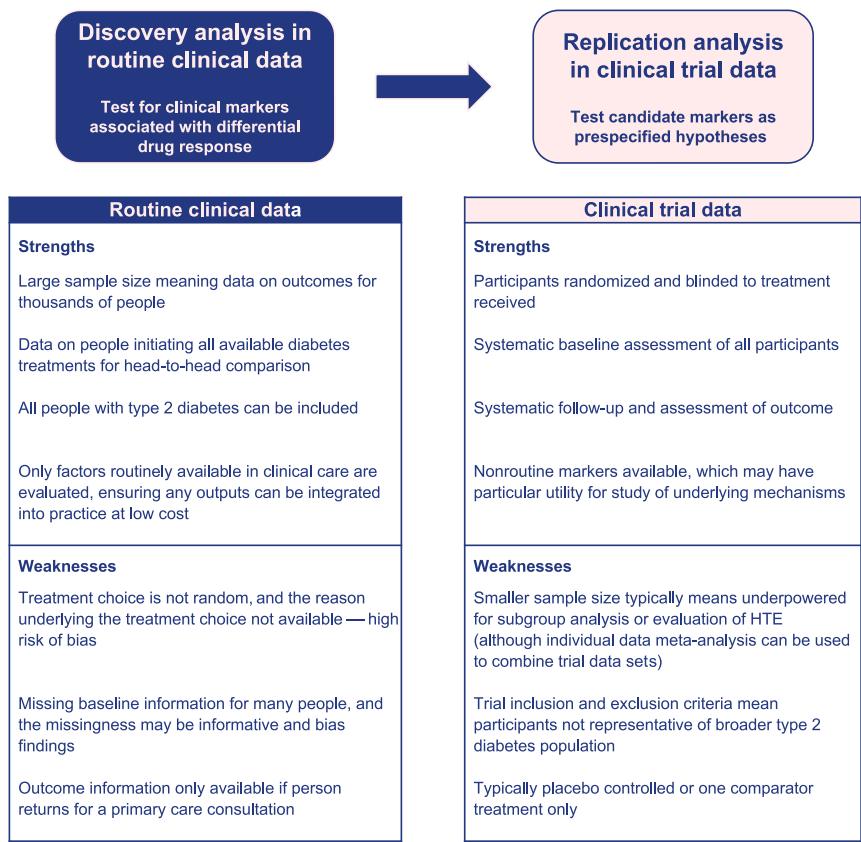 Discovery analysis in
routine clinical data
Test for clinical markers
associated with differential
drug response
Replication analysis
in clinical trial data
Test candidate markers as
prespecified hypotheses
Routine clinical data
Strengths
Large sample size meaning data on outcomes for
thousands of people
Data on people initiating all available diabetes
treatments for head-to-head comparison
All people with type 2 diabetes can be included
Only factors routinely available in clinical care are
evaluated, ensuring any outputs can be integrated
into practice at low cost
Weaknesses
Treatment choice is not random, and the reason
underlying the treatment choice not available — high
risk of bias
Missing baseline information for many people, and
the missingness may be informative and bias
findings
Outcome information only available if person
returns for a primary care consultation
Clinical trial data
Strengths
Participants randomized and blinded to treatment
received
Systematic baseline assessment of all participants
Systematic follow-up and assessment of outcome
Nonroutine markers available, which may have
particular utility for study of underlying mechanisms
Weaknesses
Smaller sample size typically means underpowered
for subgroup analysis or evaluation of HTE
(although individual data meta-analysis can be used
to combine trial data sets)
Trial inclusion and exclusion criteria mean
participants not representative of broader type 2
diabetes population
Typically placebo controlled or one comparator
treatment only